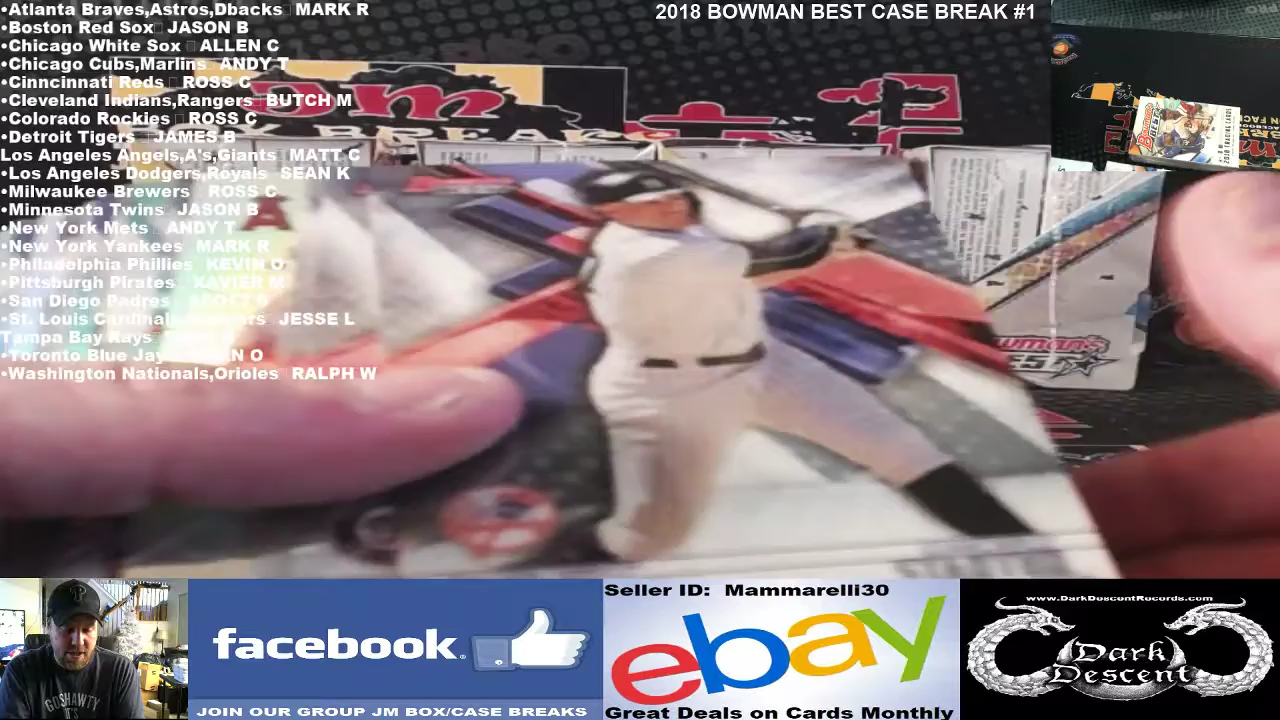 •Atlanta Braves,Astros,Dbacks MARK R
•Boston Red Sox JASON B
•Chicago White Sox ALLEN C
•Chicago Cubs,Marlins ANDY T
•Cinncinnati Reds ROSS C
•Cleveland Indians,Rangers BUTCH M
•Colorado Rockies ROSS C
•Detroit Tigers JAMES B
Los Angeles Angels,A's,Giants MATT C
•Los Angeles Dodgers,Royals SEAN K
•Milwaukee Brewers ROSS C
•Minnesota Twins JASON B
•New York Mets ANDY T
•New York Yankees MARK R
•Philadelphia Phillies KEVIN O
•Pittsburgh Pirates XAVIER M
•San Diego Padres
•St. Louis Cardinals JESSE L
Tampa Bay Rays
•Toronto Blue Jay
•Washington Nationals,Orioles RALPH W
2018 BOWMAN BEST CASE BREAK #1
facebook
JOIN OUR GROUP JM BOX/CASE BREAKS
Seller ID: Mammarelli30
ebay
Great Deals on Cards Monthly
www.DarkDescentRecords.com
Dark
Descent